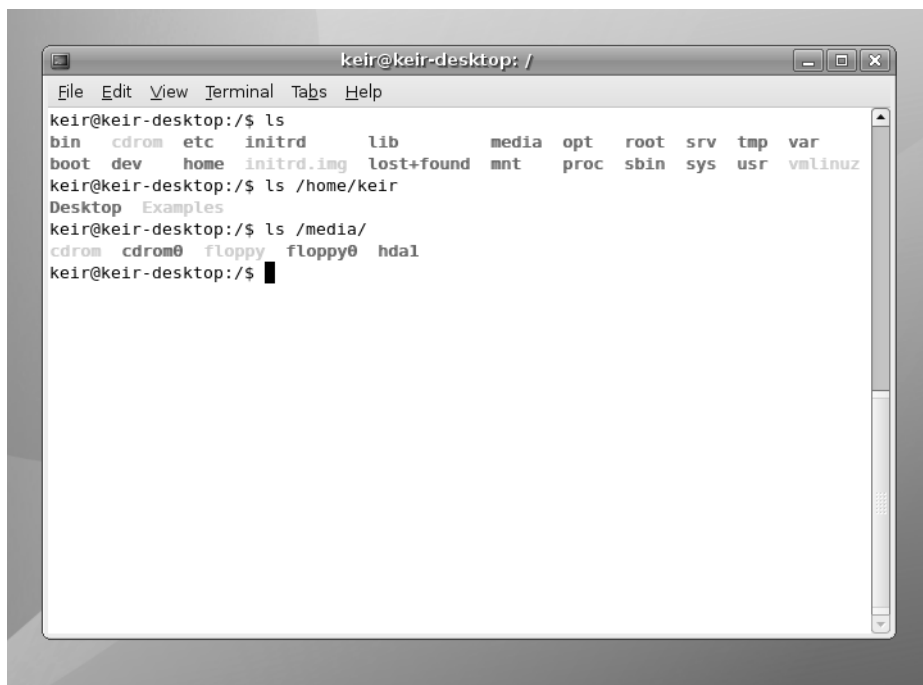 keir@keir-desktop: /
File Edit View Terminal Tabs Help
keir@keir-desktop:/$ ls
bin cdrom etc initrd lib media opt root srv tmp var
boot dev home initrd.img lost+found mnt proc sbin sys usr vmlinuz
keir@keir-desktop:/$ ls /home/keir
Desktop Examples
keir@keir-desktop:/$ ls /media/
cdrom cdrom0 floppy floppy0 hda1
keir@keir-desktop:/$